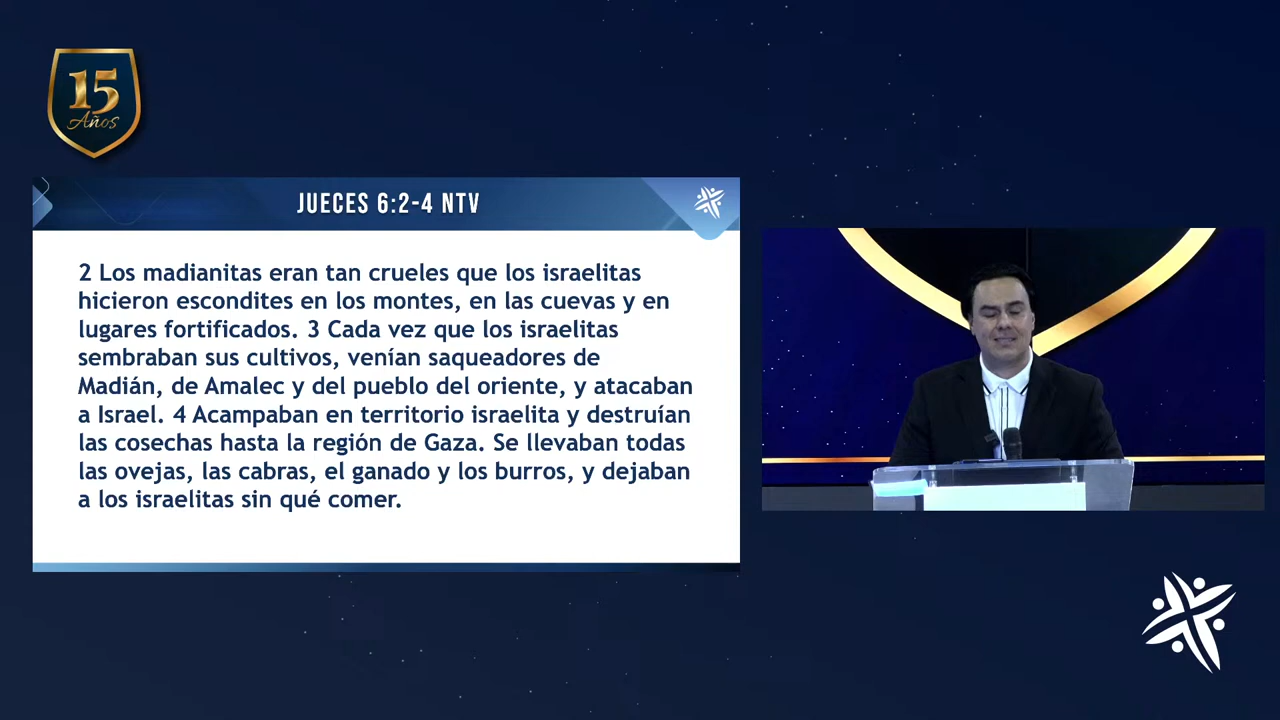 15
Años
JUECES 6:2-4 NTV
2 Los madianitas eran tan crueles que los israelitas
hicieron escondites en los montes, en las cuevas y en
lugares fortificados. 3 Cada vez que los israelitas
sembraban sus cultivos, venían saqueadores de
Madián, de Amalec y del pueblo del oriente, y atacaban
a Israel. 4 Acampaban en territorio israelita y destruían
las cosechas hasta la región de Gaza. Se llevaban todas
las ovejas, las cabras, el ganado y los burros, y dejaban
a los israelitas sin qué comer.